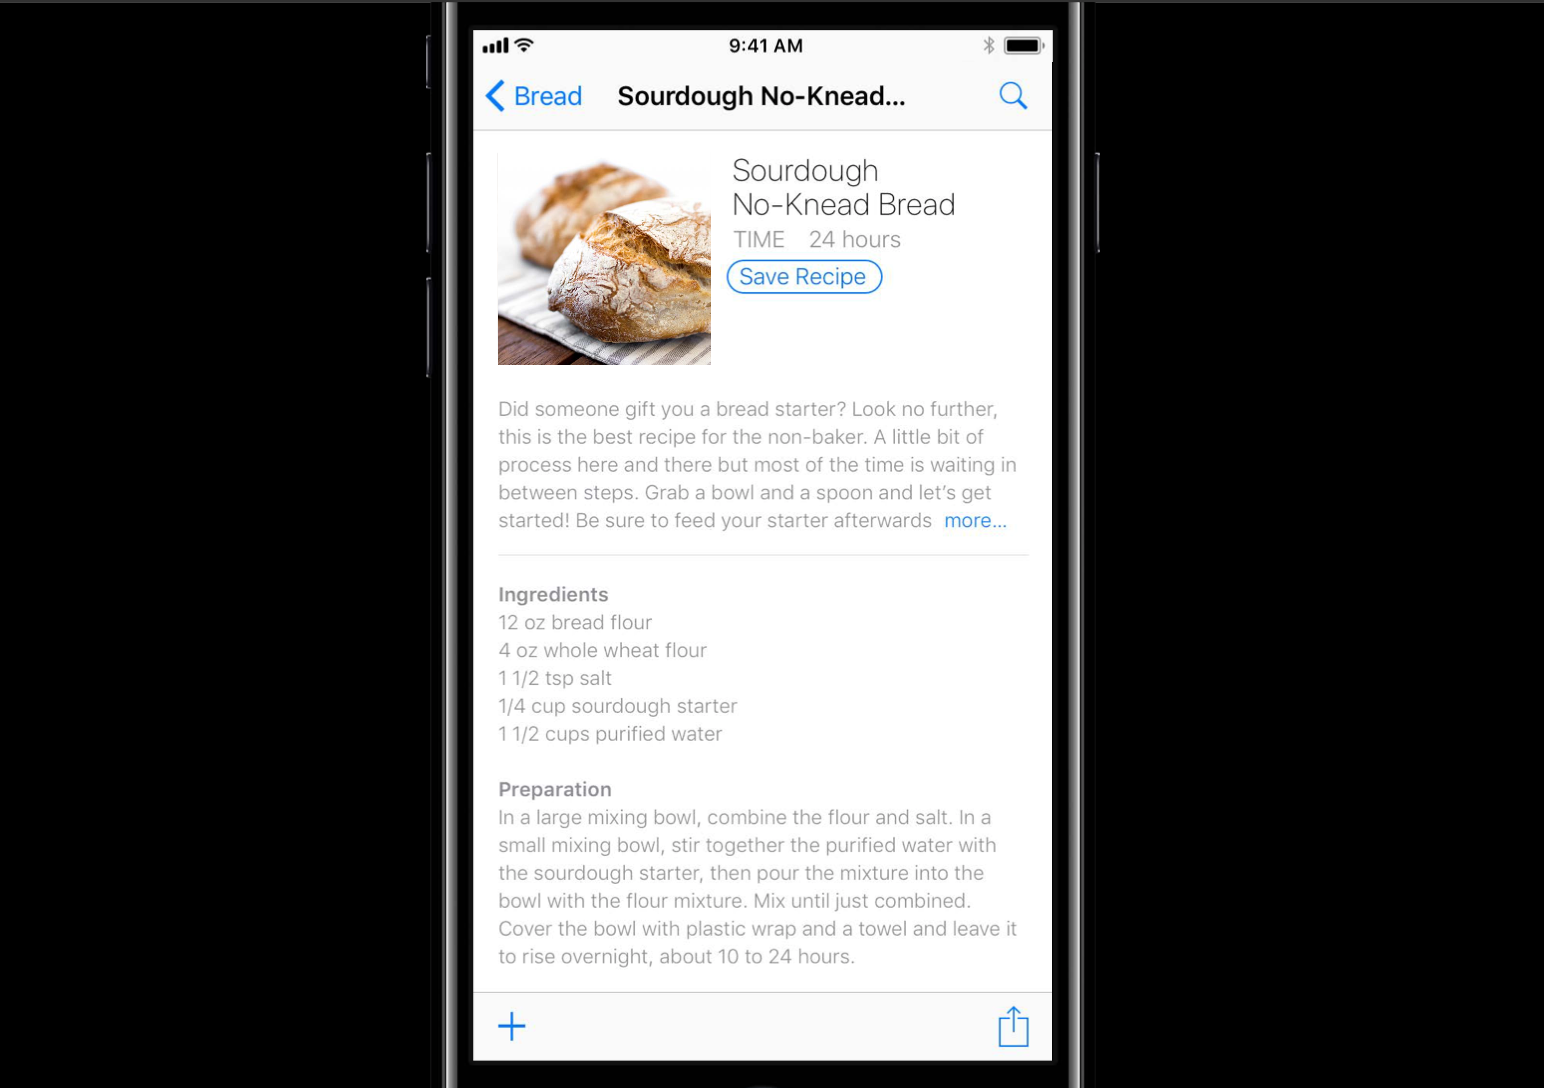 9:41 AM
Bread
Sourdough No-Knead...
Sourdough
No-Knead Bread
TIME 24 hours
Save Recipe
Did someone gift you a bread starter? Look no further,
this is the best recipe for the non-baker. A little bit of
process here and there but most of the time is waiting in
between steps. Grab a bowl and a spoon and let’s get
started! Be sure to feed your starter afterwards more...
Ingredients
12 oz bread flour
4 oz whole wheat flour
1 1/2 tsp salt
1/4 cup sourdough starter
1 1/2 cups purified water
Preparation
In a large mixing bowl, combine the flour and salt. In a
small mixing bowl, stir together the purified water with
the sourdough starter, then pour the mixture into the
bowl with the flour mixture. Mix until just combined.
Cover the bowl with plastic wrap and a towel and leave it
to rise overnight, about 10 to 24 hours.